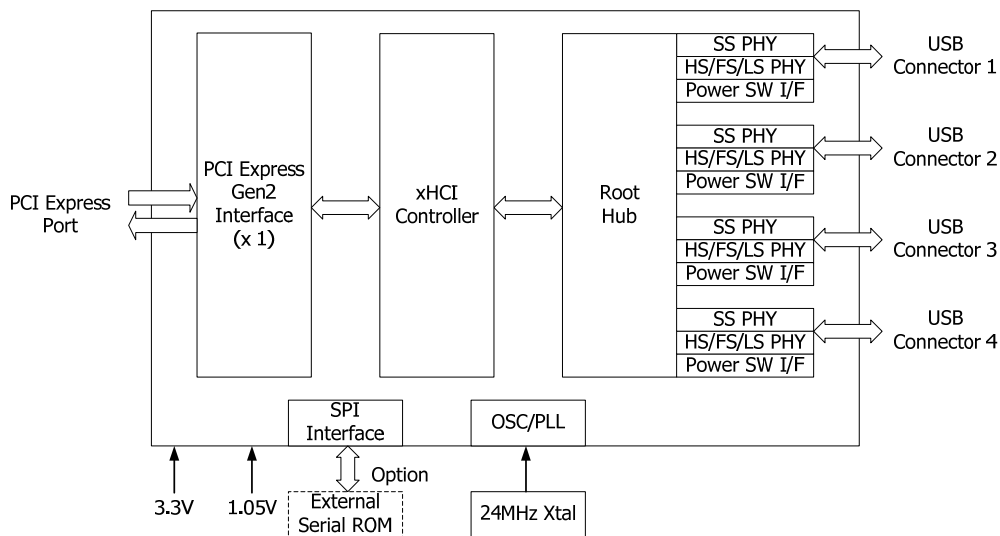 PCI Express
Port
PCI Express
Gen2
Interface
(x 1)
xHCI
Controller
Root
Hub
SS PHY
HS/FS/LS PHY
Power SW I/F
USB
Connector 1
SS PHY
HS/FS/LS PHY
Power SW I/F
USB
Connector 2
SS PHY
HS/FS/LS PHY
Power SW I/F
USB
Connector 3
SS PHY
HS/FS/LS PHY
Power SW I/F
USB
Connector 4
SPI
Interface
OSC/PLL
3.3V
1.05V
Option
External
Serial ROM
24MHz Xtal